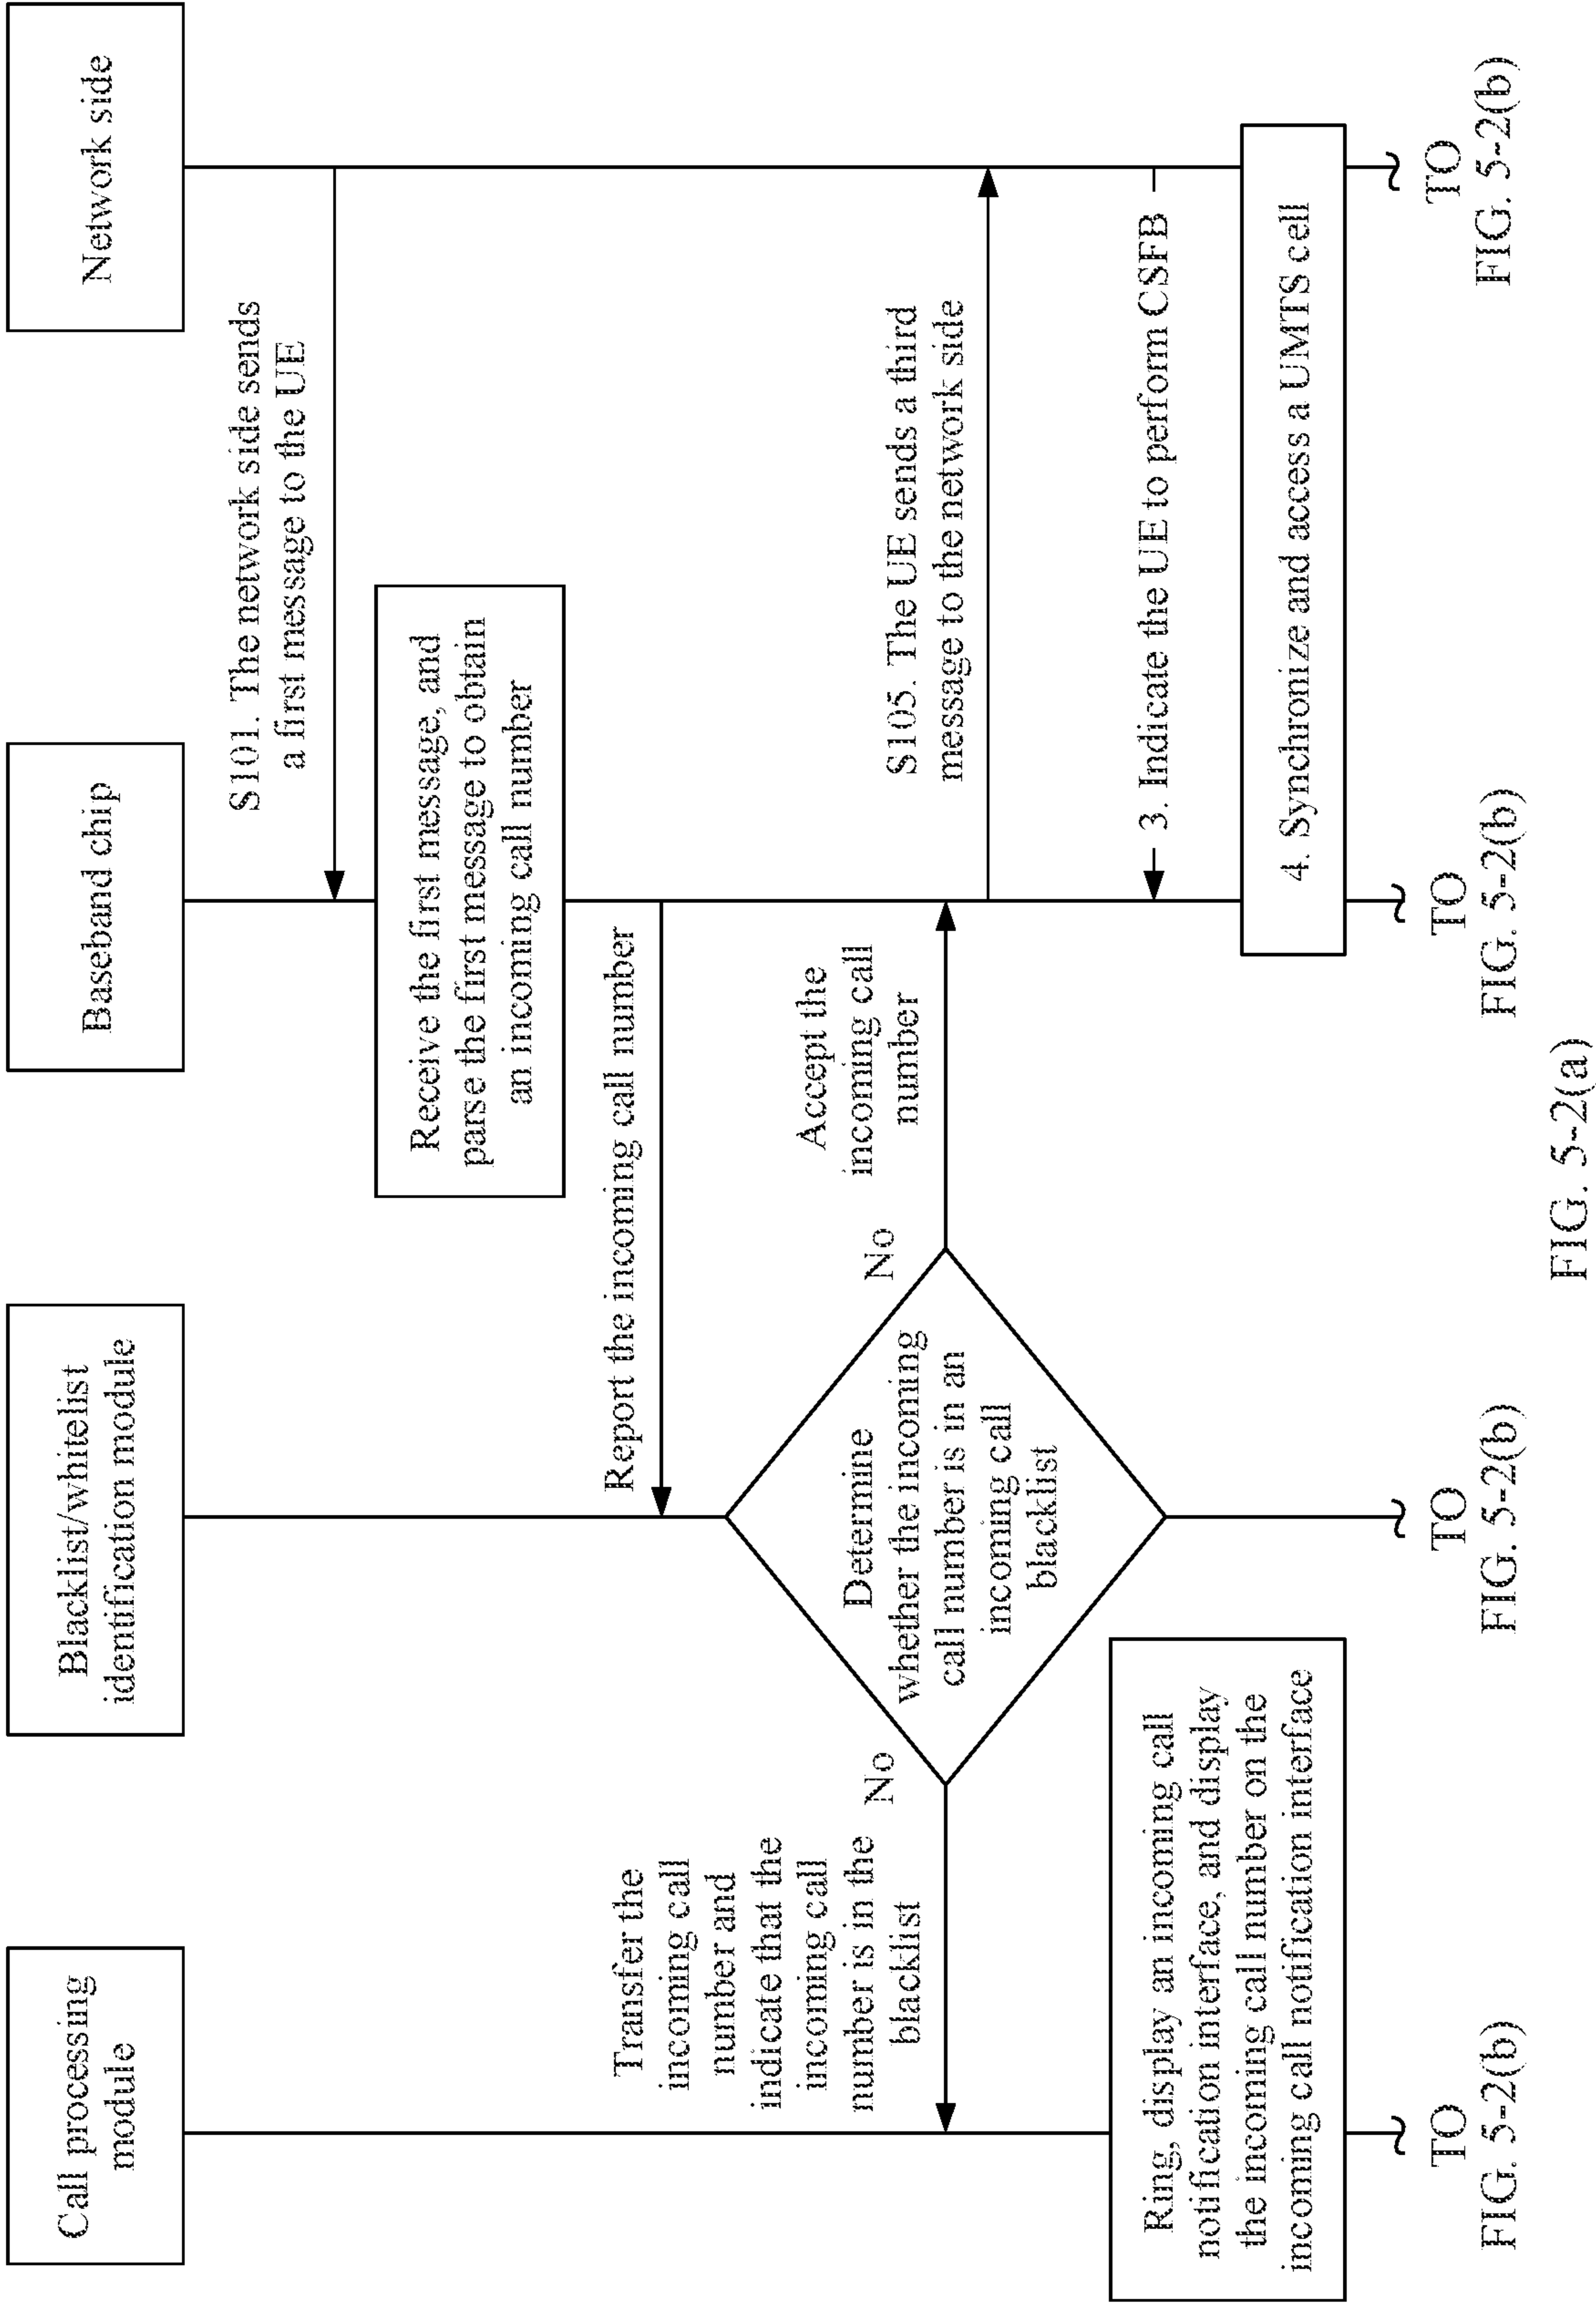 Call processing
module
Blacklist/whitelist
identification module
Baseband chip
Network side
S101. The network side sends
a first message to the UE
Receive the first message, and
parse the first message to obtain
an incoming call number
Report the incoming call number
Transfer the
incoming call
number and
indicate that the
incoming call
number is in the
blacklist
No
Determine
whether the incoming
call number is in an
incoming call
blacklist
No
Accept the
incoming call
number
S105. The UE sends a third
message to the network side
3. Indicate the UE to perform CSFB
Ring, display an incoming call
notification interface, and display
the incoming call number on the
incoming call notification interface
4. Synchronize and access a UMTS cell
TO
FIG. 5-2(b)
TO
FIG. 5-2(b)
TO
FIG. 5-2(b)
TO
FIG. 5-2(b)
FIG. 5-2(a)